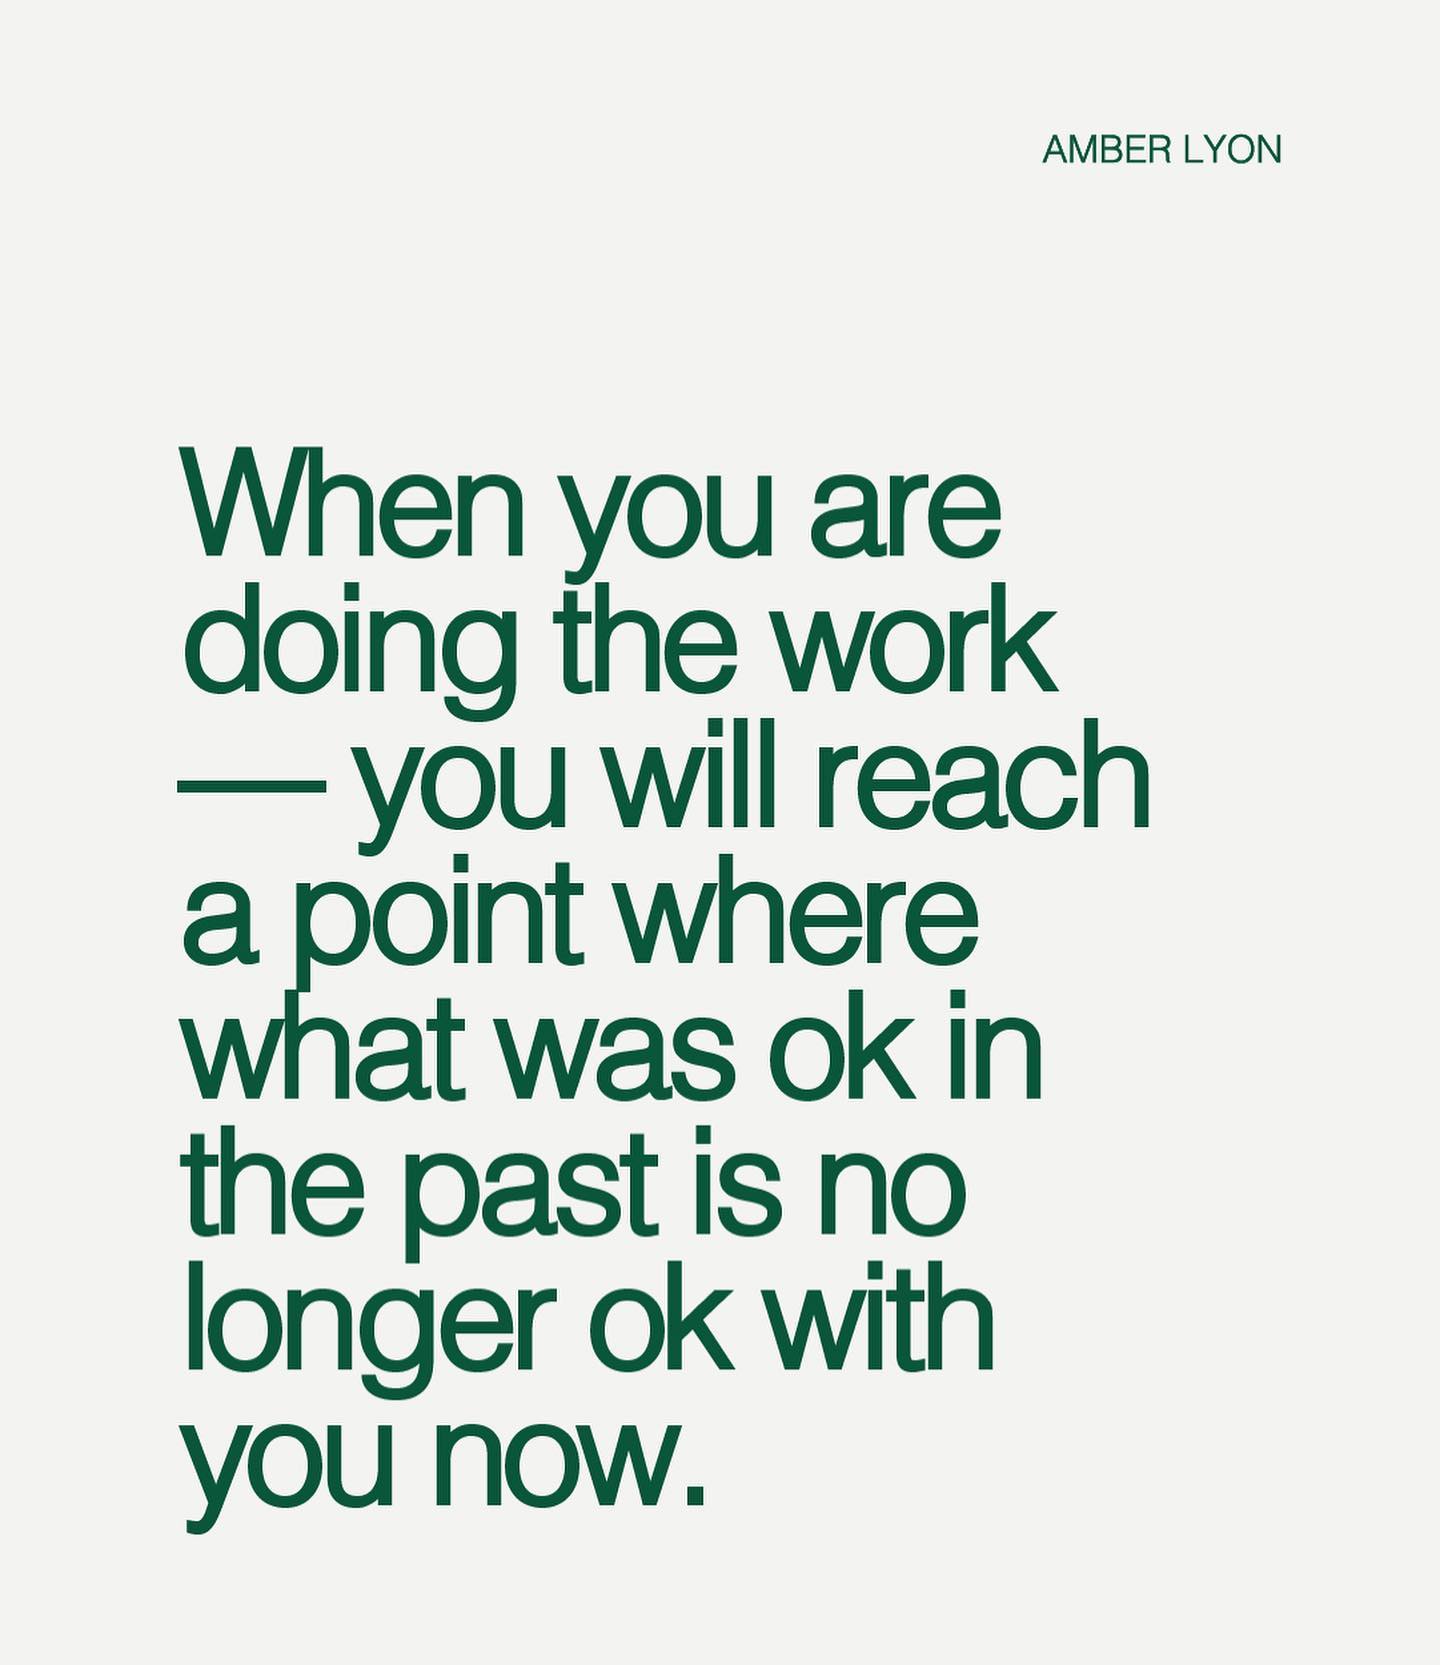 AMBER LYON
When you are
doing the work
— you will reach
a point where
what was ok in
the past is no
longer ok with
you now.